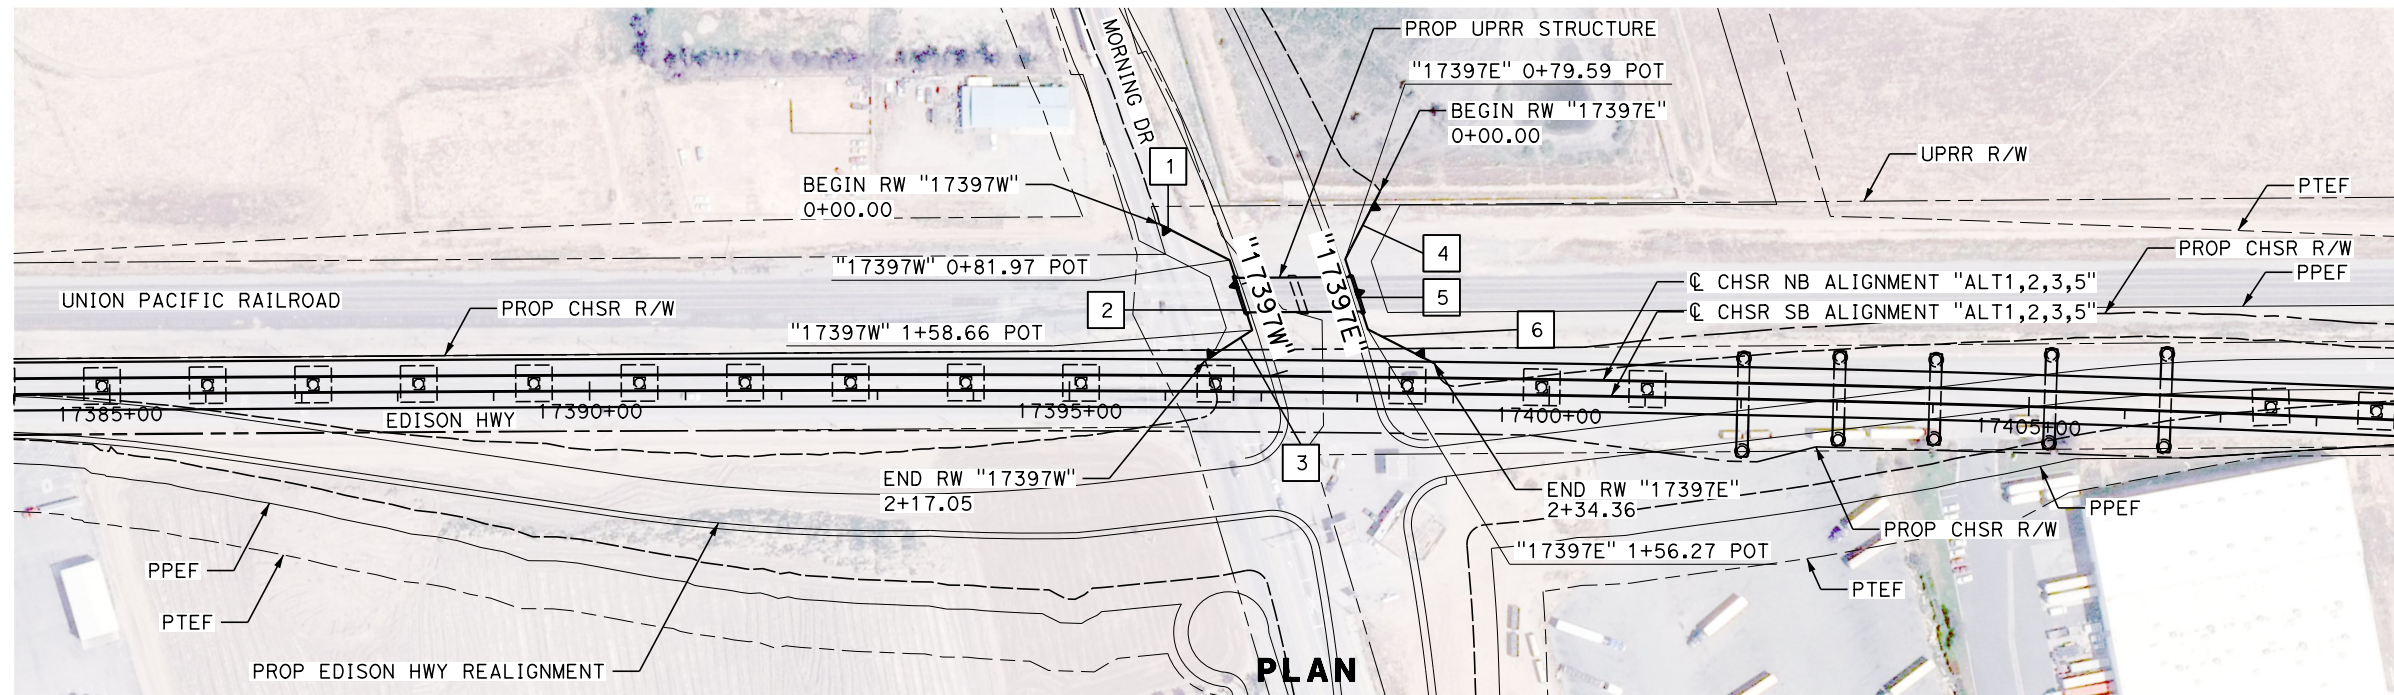 PROP UPRR STRUCTURE
MORNING DR
"17397E" 0+79.59 POT
BEGIN RW "17397E"
0+00.00
1
UPRR R/W
BEGIN RW "17397W"
0+00.00
PTEF
4
PROP CHSR R/W
"17397W" 0+81.97 POT
PPEF
"17397W"
"17397E"
UNION PACIFIC RAILROAD
PROP CHSR R/W
2
5
℄ CHSR NB ALIGNMENT "ALT1,2,3,5"
℄ CHSR SB ALIGNMENT "ALT1,2,3,5"
"17397W" 1+58.66 POT
6
17385+00
EDISON HWY
17390+00
17395+00
17400+00
17405+00
3
END RW "17397W"
2+17.05
END RW "17397E"
2+34.36
PPEF
PROP CHSR R/W
"17397E" 1+56.27 POT
PPEF
PTEF
PTEF
PROP EDISON HWY REALIGNMENT
PLAN